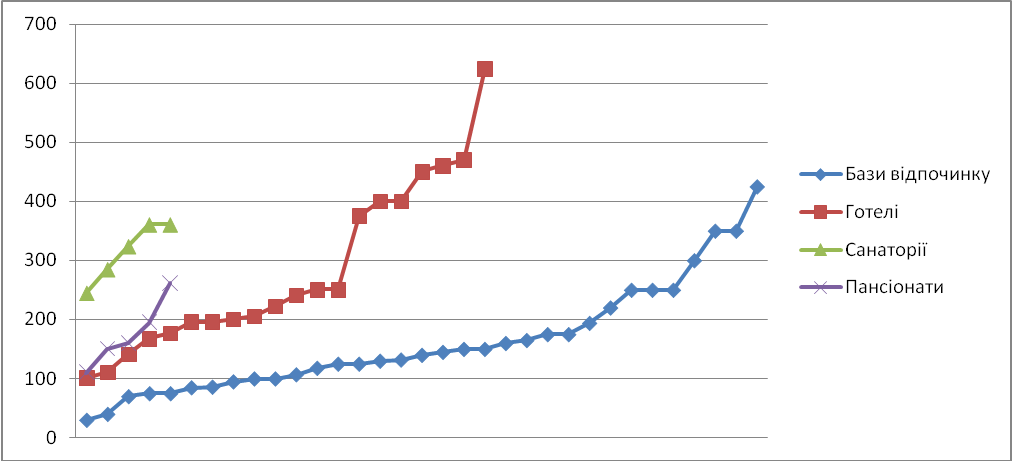 700
600
500
400
300
200
100
0
Бази відпочинку
Готелі
Санаторії
Пансіонати